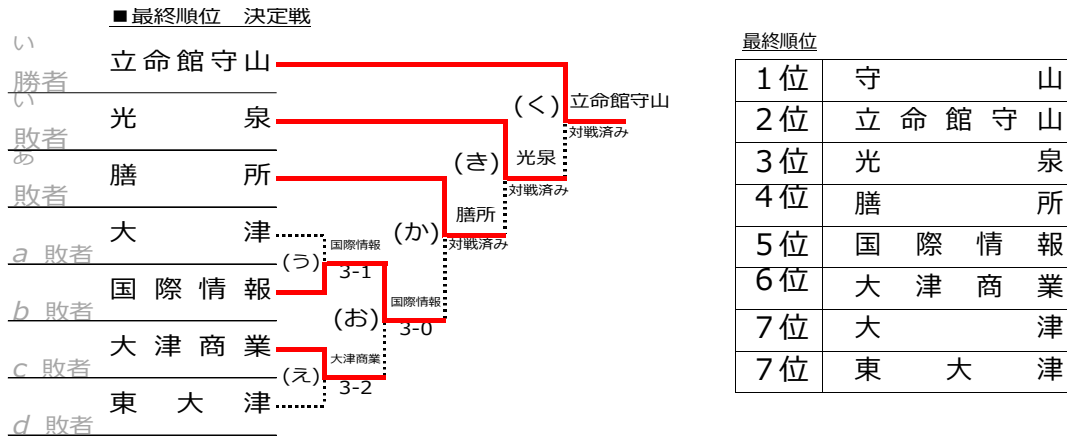 ■最終順位 決定戦
い
勝者
立命館守山
い
敗者
光泉
あ
敗者
膳所
a 敗者
大津
b 敗者
国際情報
c 敗者
大津商業
d 敗者
東大津
(う)
国際情報
3-1
(え)
大津商業
3-2
(お)
国際情報
3-0
(か)
膳所
対戦済み
(き)
光泉
対戦済み
(く)
立命館守山
対戦済み
最終順位
1位 守山
2位 立命館守山
3位 光泉
4位 膳所
5位 国際情報
6位 大津商業
7位 大津
7位 東大津